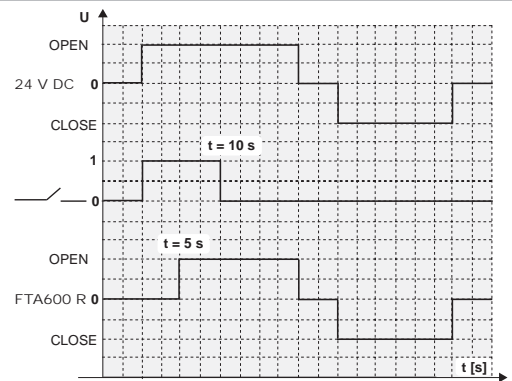 U
OPEN
24 V DC 0
CLOSE
t = 10 s
1
0
t = 5 s
OPEN
FTA600 R 0
CLOSE
t [s]